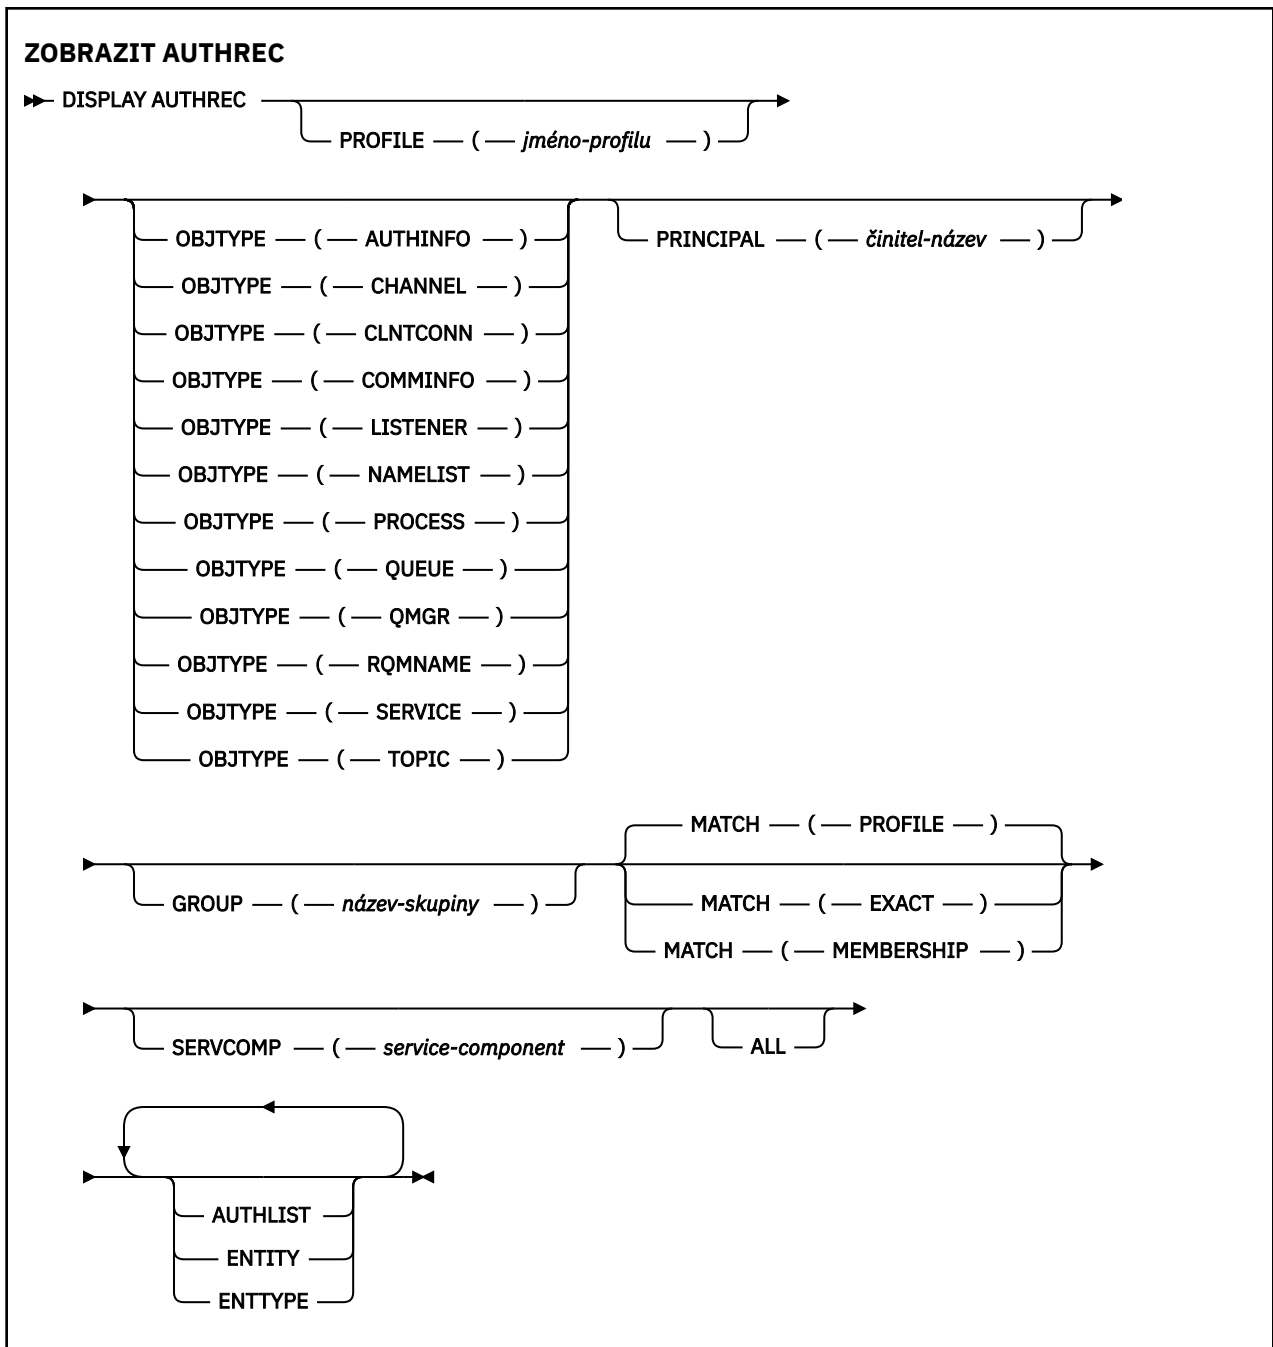 ZOBRAZIT AUTHREC
DISPLAY AUTHREC
PROFILE ( jméno-profilu )
OBJTYPE ( AUTHINFO )
PRINCIPAL ( činitel-název )
OBJTYPE ( CHANNEL )
OBJTYPE ( CLNTCONN )
OBJTYPE ( COMMINFO )
OBJTYPE ( LISTENER )
OBJTYPE ( NAMELIST )
OBJTYPE ( PROCESS )
OBJTYPE ( QUEUE )
OBJTYPE ( QMGR )
OBJTYPE ( RQMNAME )
OBJTYPE ( SERVICE )
OBJTYPE ( TOPIC )
MATCH ( PROFILE )
GROUP ( název-skupiny )
MATCH ( EXACT )
MATCH ( MEMBERSHIP )
SERVCOMP ( service-component )
ALL
AUTHLIST
ENTITY
ENTTYPE